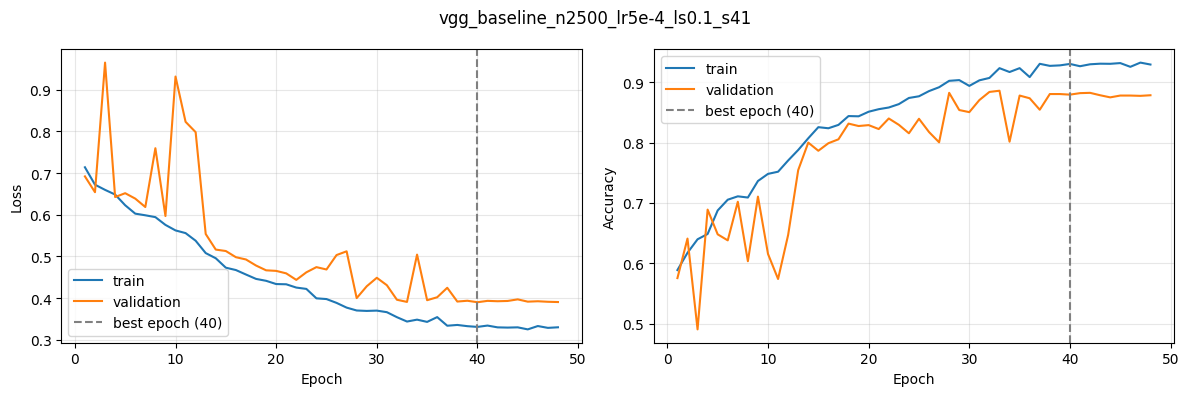 vgg_baseline_n2500_lr5e-4_ls0.1_s41
Loss
0.9
0.8
0.7
0.6
0.5
0.4
0.3
train
validation
best epoch (40)
0 10 20 30 40 50
Epoch
Accuracy
0.9
0.8
0.7
0.6
0.5
train
validation
best epoch (40)
0 10 20 30 40 50
Epoch